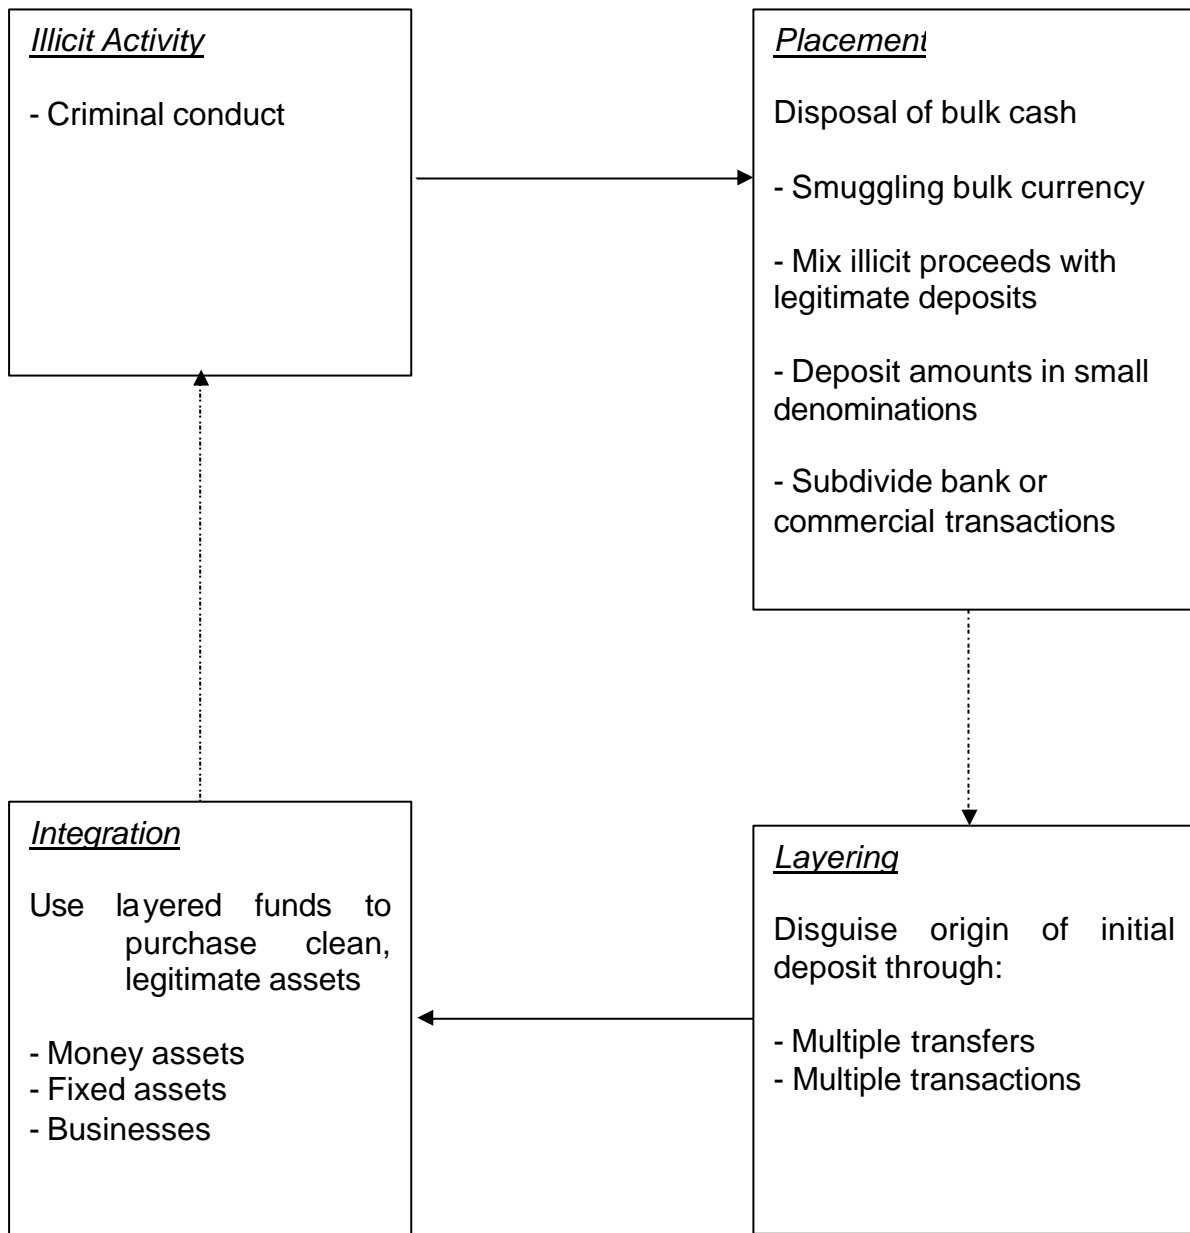 Illicit Activity
- Criminal conduct
Placement
Disposal of bulk cash
- Smuggling bulk currency
- Mix illicit proceeds with
legitimate deposits
- Deposit amounts in small
denominations
- Subdivide bank or
commercial transactions
Layering
Disguise origin of initial
deposit through:
- Multiple transfers
- Multiple transactions
Integration
Use layered funds to
purchase clean,
legitimate assets
- Money assets
- Fixed assets
- Businesses